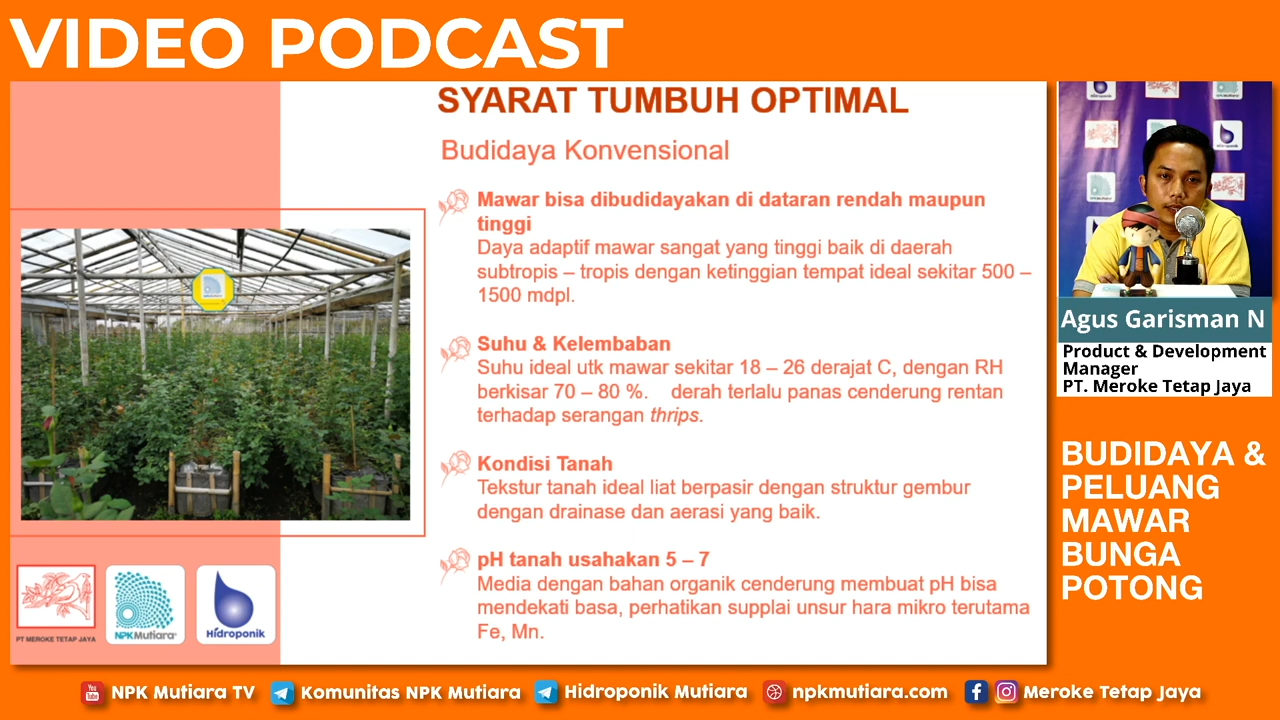 VIDEO PODCAST
SYARAT TUMBUH OPTIMAL
Budidaya Konvensional
Mawar bisa dibudidayakan di dataran rendah maupun
tinggi
Daya adaptif mawar sangat yang tinggi baik di daerah
subtropis – tropis dengan ketinggian tempat ideal sekitar 500 –
1500 mdpl.
Suhu & Kelembaban
Suhu ideal utk mawar sekitar 18 – 26 derajat C, dengan RH
berkisar 70 – 80 %. derah terlalu panas cenderung rentan
terhadap serangan thrips.
Kondisi Tanah
Tekstur tanah ideal liat berpasir dengan struktur gembur
dengan drainase dan aerasi yang baik.
pH tanah usahakan 5 – 7
Media dengan bahan organik cenderung membuat pH bisa
mendekati basa, perhatikan supplai unsur hara mikro terutama
Fe, Mn.
PT MEROKE TETAP JAYA
NPKMutiara®
Hidroponik
Agus Garisman N
Product & Development
Manager
PT. Meroke Tetap Jaya
BUDIDAYA &
PELUANG
MAWAR
BUNGA
POTONG
You Tube NPK Mutiara TV Komunitas NPK Mutiara Hidroponik Mutiara npkmutiara.com Meroke Tetap Jaya